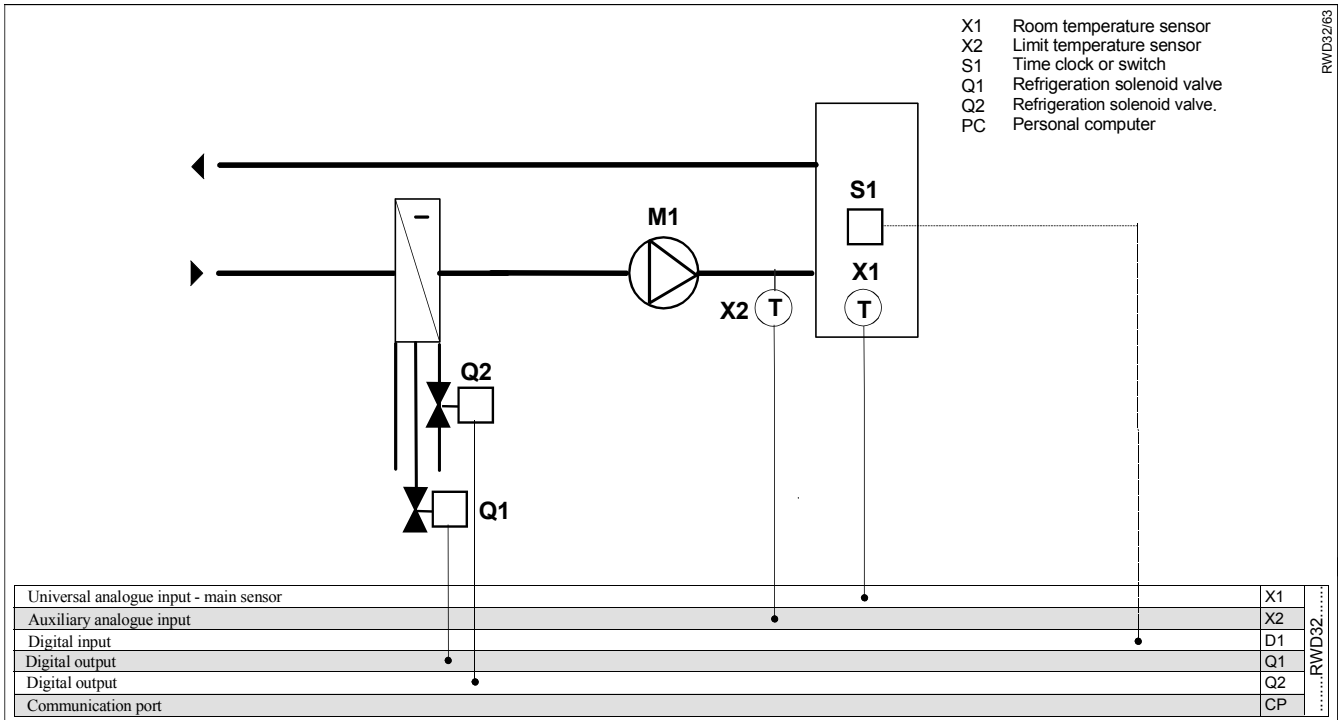 X1 Room temperature sensor
X2 Limit temperature sensor
S1 Time clock or switch
Q1 Refrigeration solenoid valve
Q2 Refrigeration solenoid valve.
PC Personal computer
RWD32/63
S1
M1
X1
X2 T
T
Q2
Q1
Universal analogue input - main sensor X1
Auxiliary analogue input X2
Digital input D1
Digital output Q1
Digital output Q2
Communication port CP
......RWD32......